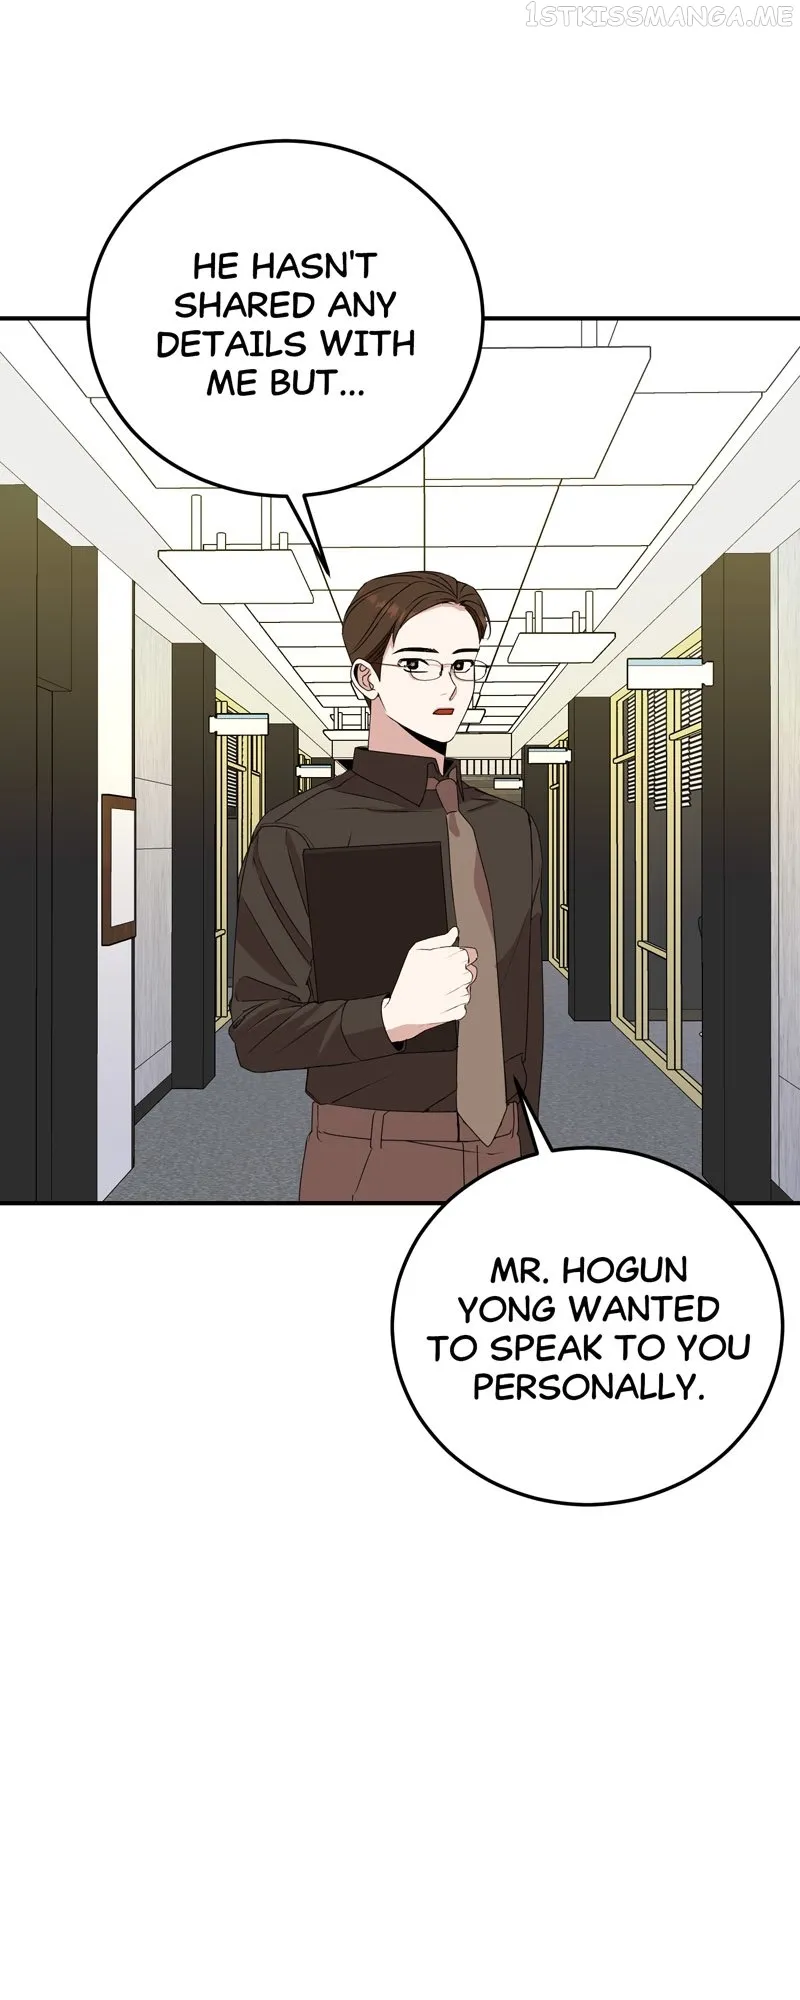 1STKISSMANGA.ME
HE HASN'T
SHARED ANY
DETAILS WITH
ME BUT...
MR. HOGUN
YONG WANTED
TO SPEAK TO YOU
PERSONALLY.